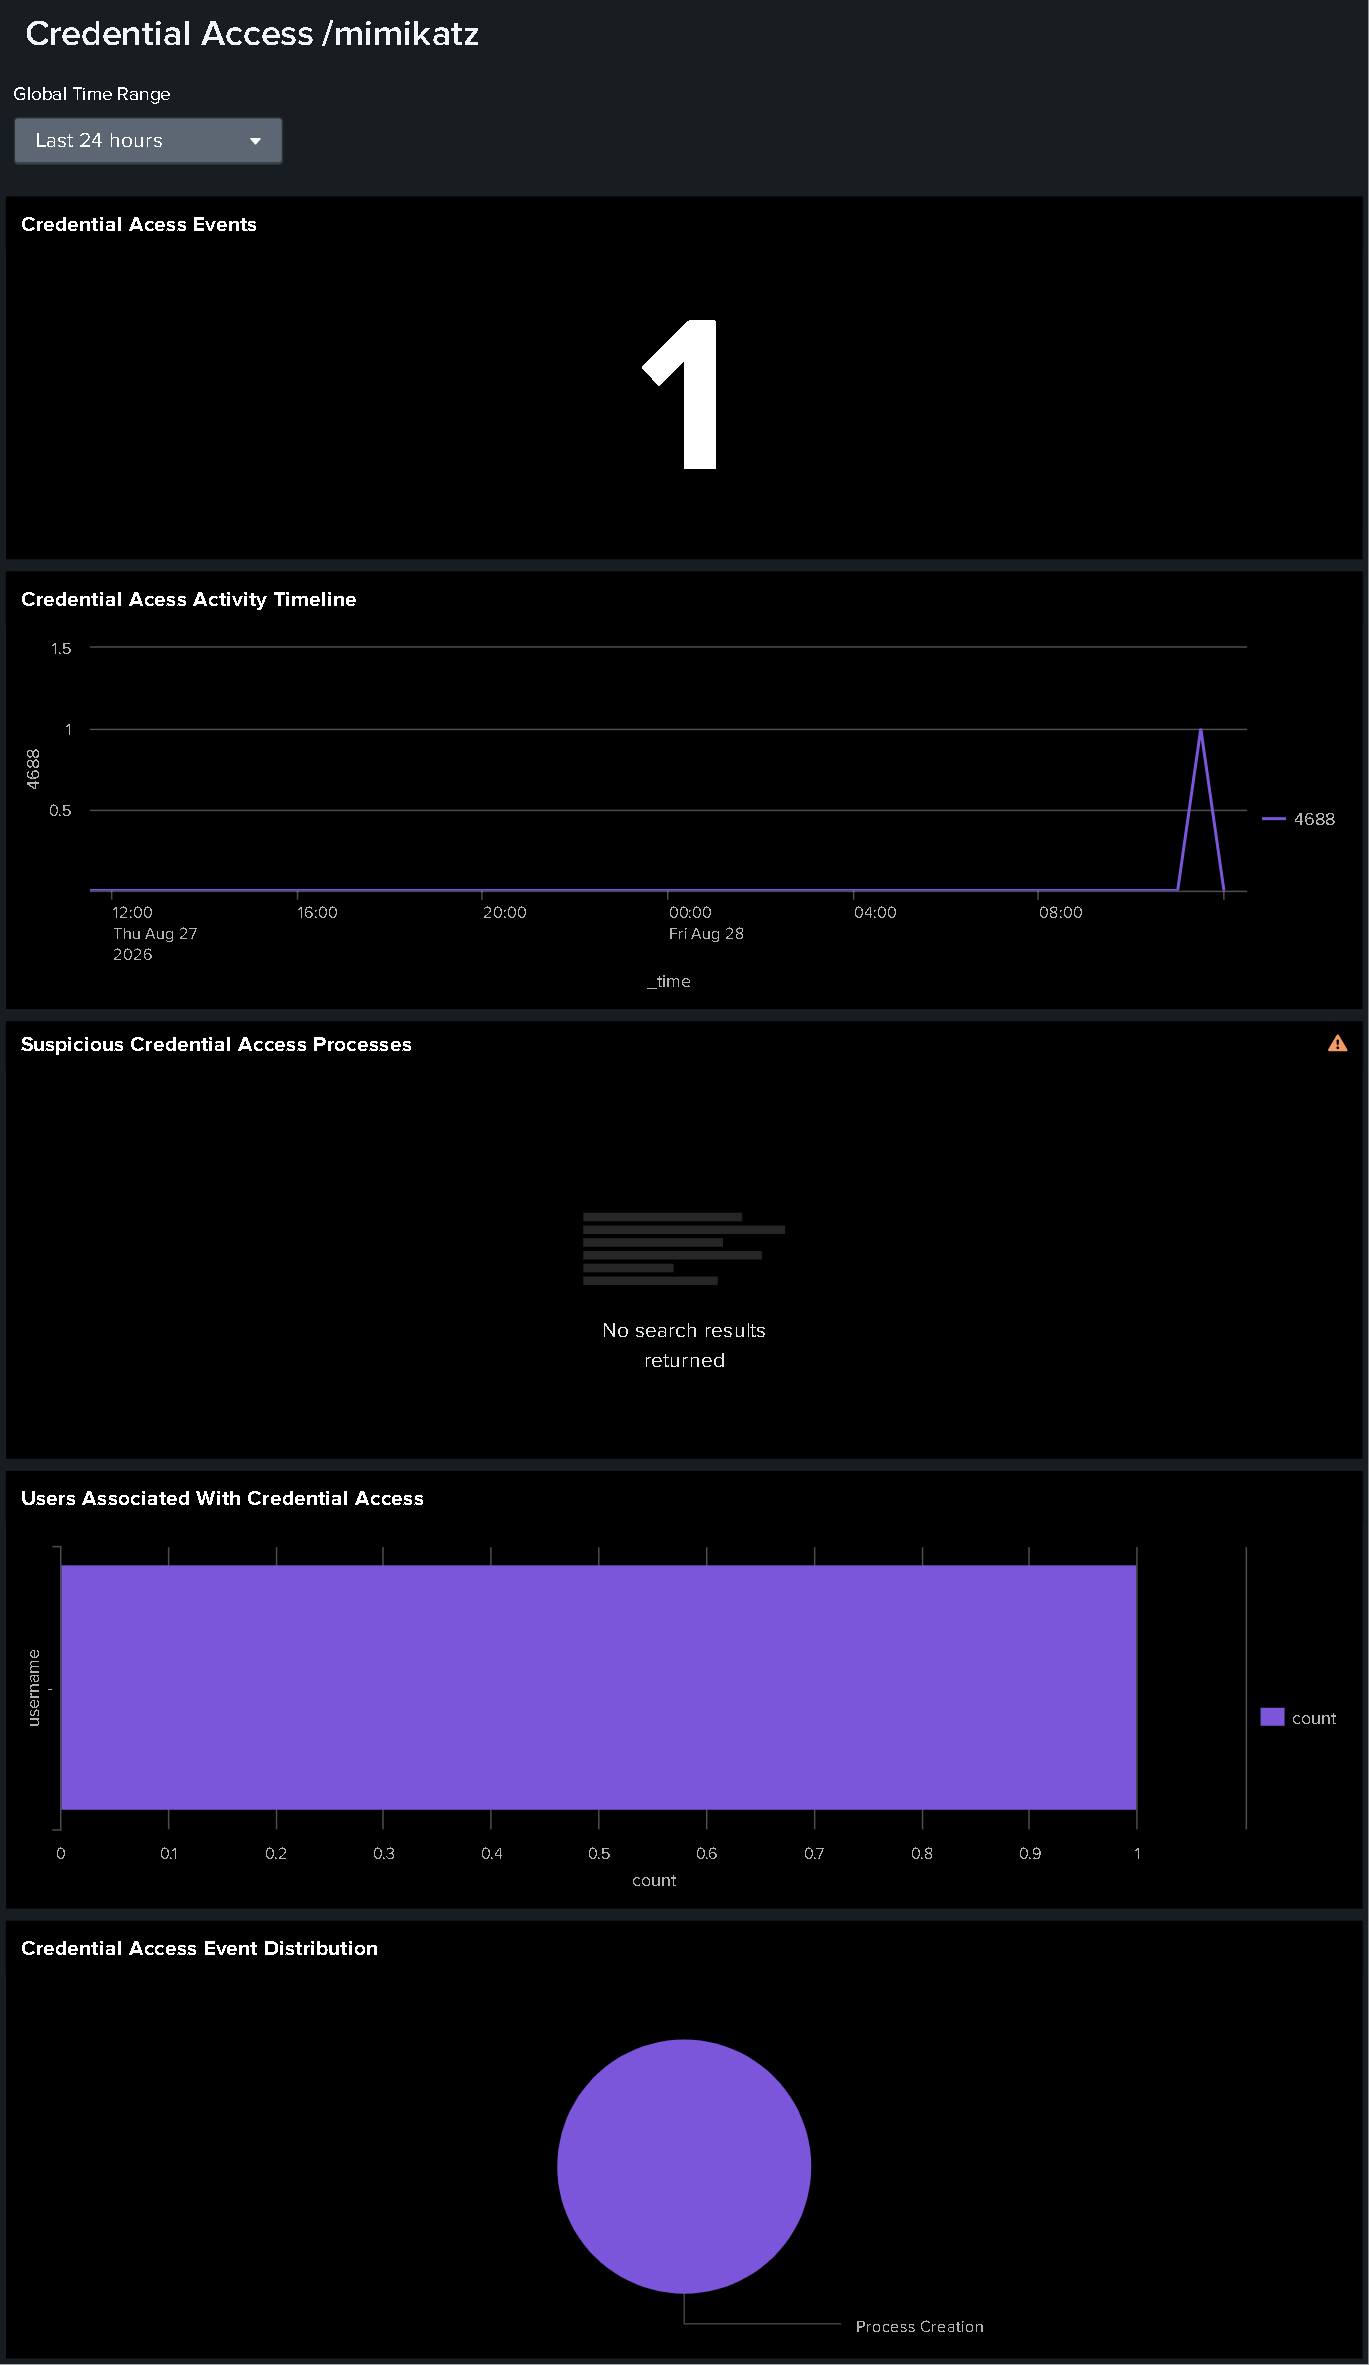 Credential Access /mimikatz
Global Time Range
Last 24 hours
Credential Acess Events
1
Credential Acess Activity Timeline
1.5
1
0.5
4688
4688
12:00 16:00 20:00 00:00 04:00 08:00
Thu Aug 27 Fri Aug 28
2026
_time
Suspicious Credential Access Processes
No search results
returned
Users Associated With Credential Access
username
-
count
0 0.1 0.2 0.3 0.4 0.5 0.6 0.7 0.8 0.9 1
count
Credential Access Event Distribution
Process Creation